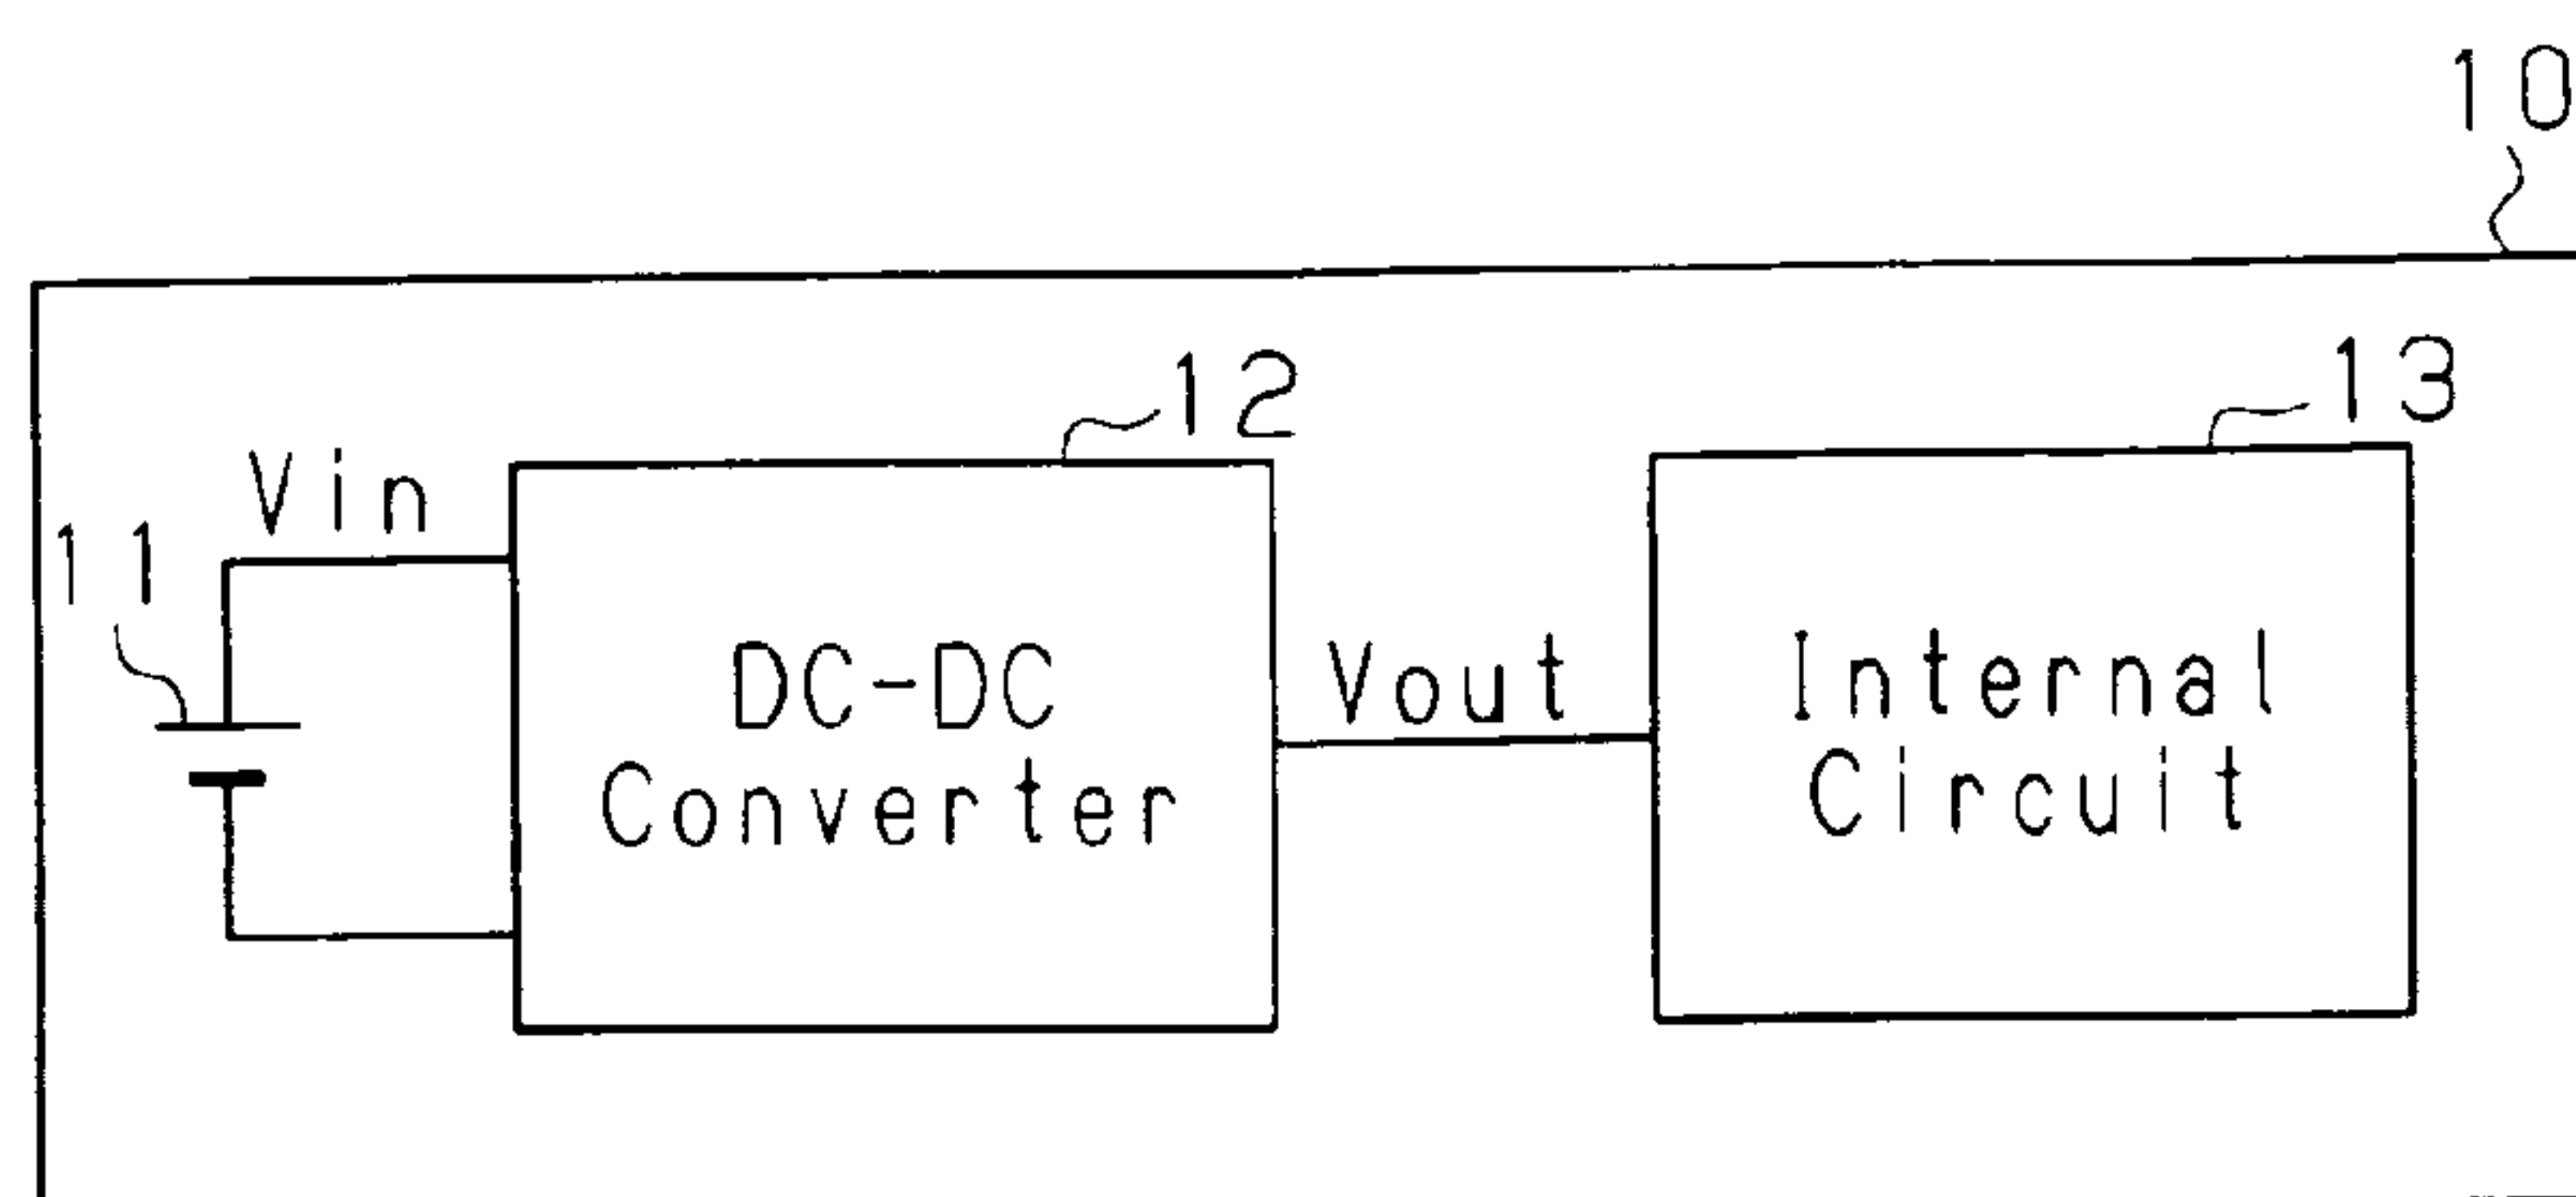 10
12
13
Vin
11
DC-DC
Converter
Vout
Internal
Circuit